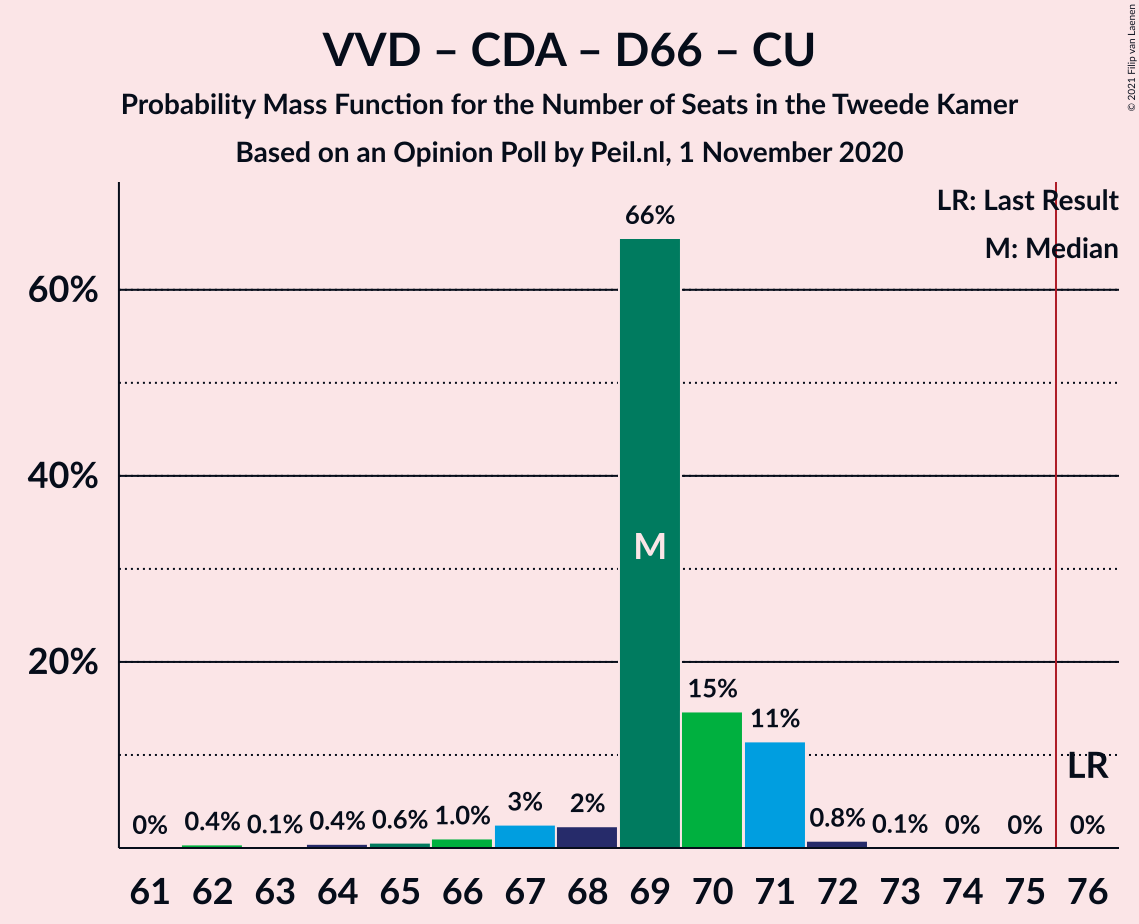 VVD – CDA – D66 – CU
Probability Mass Function for the Number of Seats in the Tweede Kamer
Based on an Opinion Poll by Peil.nl, 1 November 2020
© 2021 Filip van Laenen
LR: Last Result
M: Median
60%
40%
20%
0% 0.4% 0.1% 0.4% 0.6% 1.0% 3% 2% 66% 15% 11% 0.8% 0.1% 0% 0% 0%
M
LR
61 62 63 64 65 66 67 68 69 70 71 72 73 74 75 76